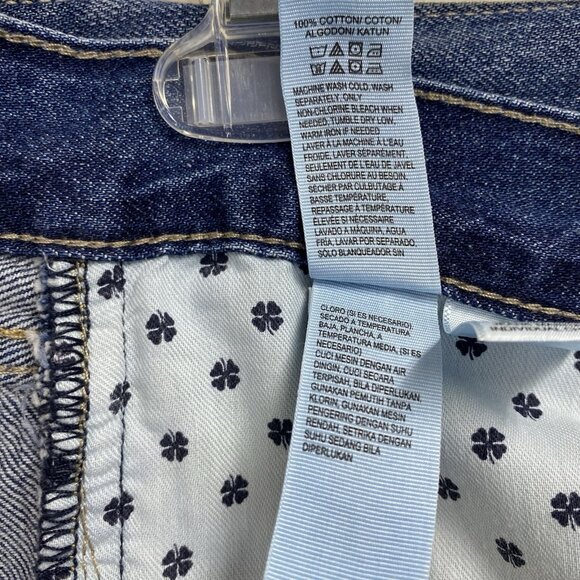 100% COTTON/ COTON/
ALGODON/ KATUN
MACHINE WASH COLD. WASH
SEPARATELY, ONLY
NON-CHLORINE BLEACH WHEN
NEEDED, TUMBLE DRY LOW,
WARM IRON IF NEEDED
LAVER À LA MACHINE À L'EAU
FROIDE, LAVER SÉPARÉMENT.
SEULEMENT DE L'EAU DE JAVEL
SANS CHLORURE AU BESOIN.
SÉCHER PAR CULBUTAGE À
BASSE TEMPÉRATURE,
REPASSAGE À TEMPÉRATURE
ÉLEVÉE SI NÉCESSAIRE
LAVADO A MÁQUINA, AGUA
FRÍA, LAVAR POR SEPARADO.
SÓLO BLANQUEADOR SIN
CLORO (SI ES NECESARIO)
SECADO A TEMPERATURA
BAJA, PLANCHA, A
TEMPERATURA MEDIA, (SI ES
NECESARIO)
CUCI MESIN DENGAN AIR
DINGIN, CUCI SECARA
TERPISAH, BILA DIPERLUKAN.
GUNAKAN PEMUTIH TANPA
KLORIN, GUNAKAN MESIN
PENGERING DENGAN SUHU
RENDAH, SETRIKA DENGAN
SUHU SEDANG BILA
DIPERLUKAN